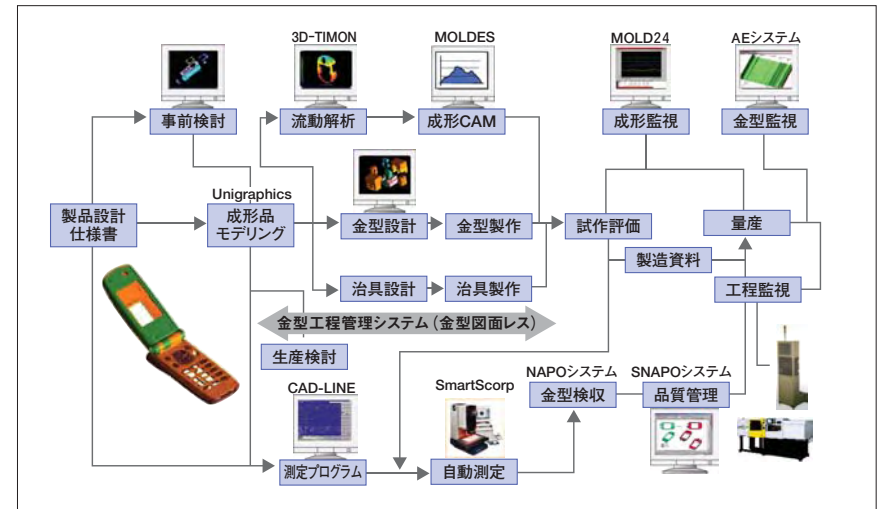 3D-TIMON
MOLDES
MOLD24
AEシステム
事前検討
流動解析
成形CAM
成形監視
金型監視
Unigraphics
製品設計
仕様書
成形品
モデリング
金型設計
金型製作
試作評価
量産
製造資料
治具設計
治具製作
工程監視
金型工程管理システム(金型図面レス)
生産検討
CAD-LINE
SmartScorp
NAPOシステム
SNAPOシステム
金型検収
品質管理
測定プログラム
自動測定